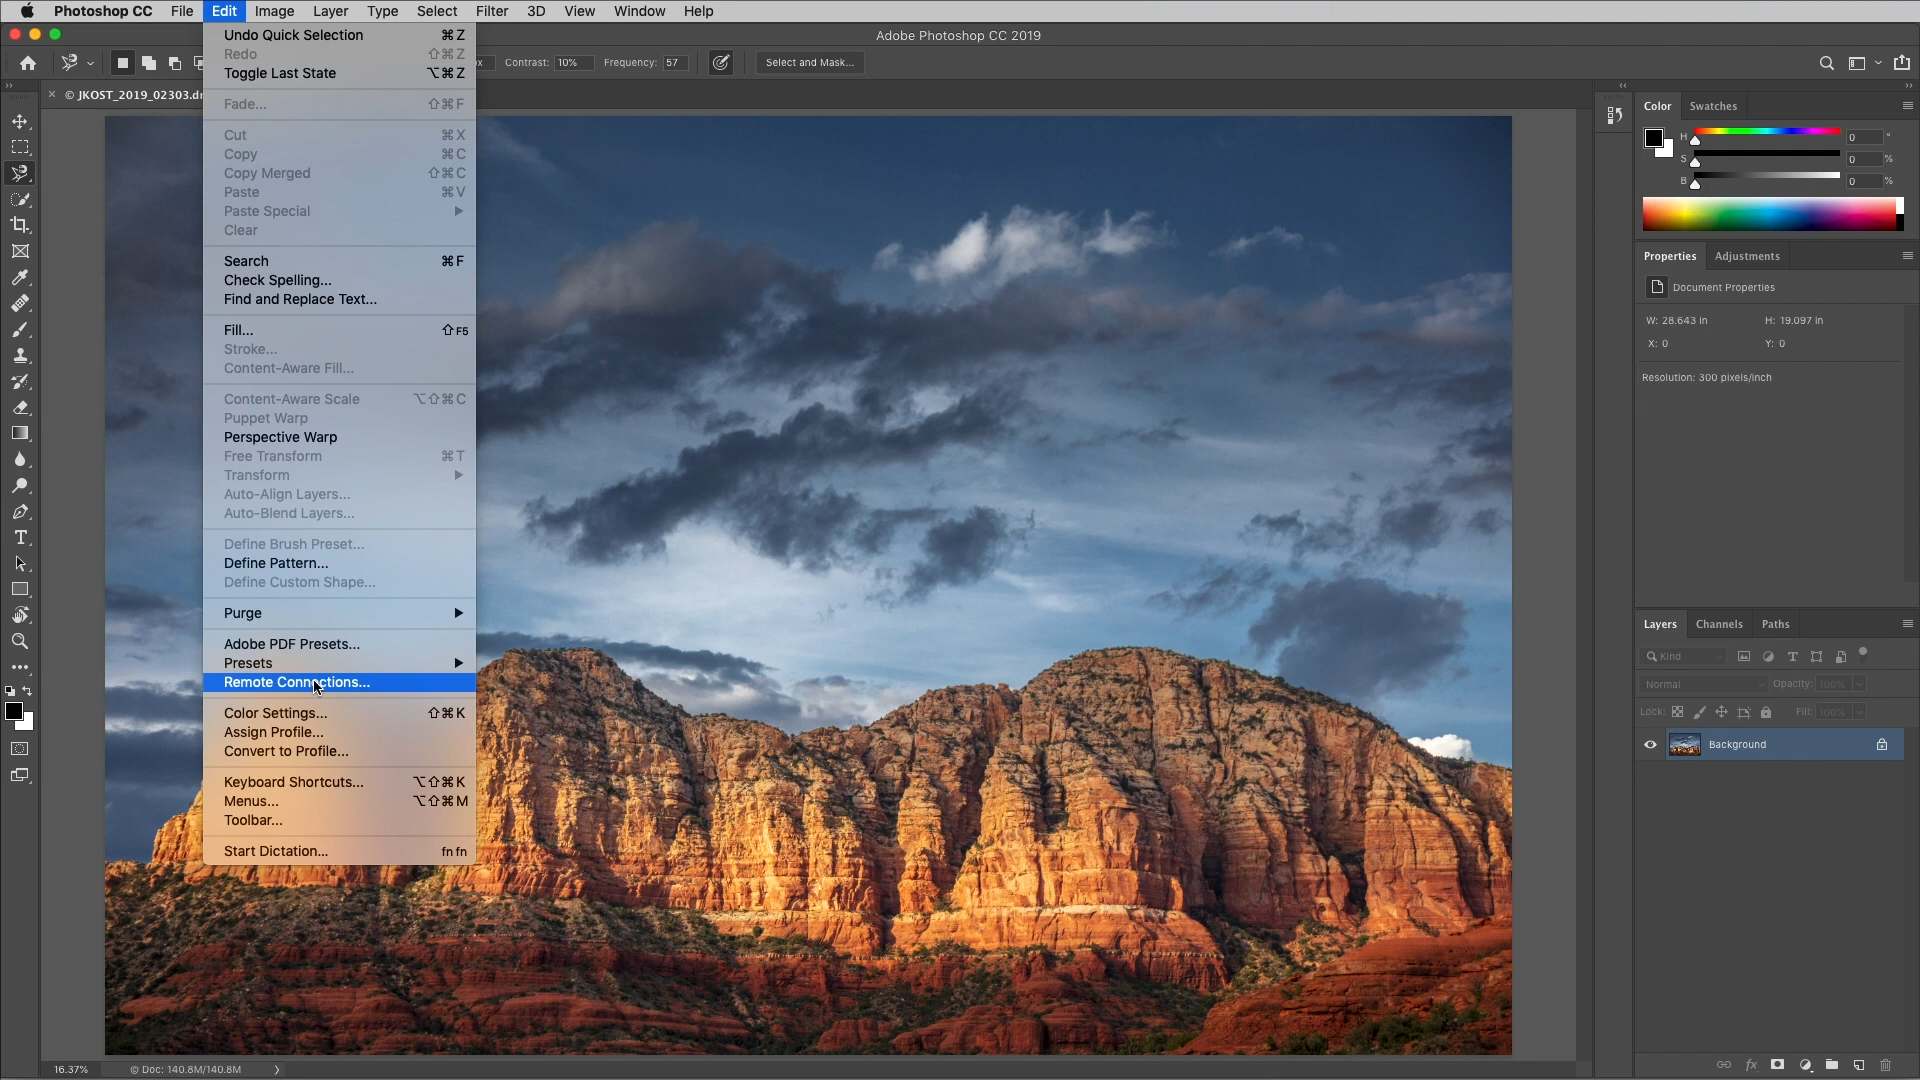 Photoshop CC File Edit Image Layer Type Select Filter 3D View Window Help
Adobe Photoshop CC 2019
Contrast: 10% Frequency: 57 Select and Mask...
© JKOST_2019_02303.d
Undo Quick Selection ⌘Z
Redo ⇧⌘Z
Toggle Last State ⌥⌘Z
Fade... ⇧⌘F
Cut ⌘X
Copy ⌘C
Copy Merged ⇧⌘C
Paste ⌘V
Paste Special
Clear
Search ⌘F
Check Spelling...
Find and Replace Text...
Fill... ⇧F5
Stroke...
Content-Aware Fill...
Content-Aware Scale ⌥⇧⌘C
Puppet Warp
Perspective Warp
Free Transform ⌘T
Transform
Auto-Align Layers...
Auto-Blend Layers...
Define Brush Preset...
Define Pattern...
Define Custom Shape...
Purge
Adobe PDF Presets...
Presets
Remote Connections...
Color Settings... ⇧⌘K
Assign Profile...
Convert to Profile...
Keyboard Shortcuts... ⌥⇧⌘K
Menus... ⌥⇧⌘M
Toolbar...
Start Dictation... fn fn
Color Swatches
H 0 °
S 0 %
B 0 %
Properties Adjustments
Document Properties
W: 28.643 in H: 19.097 in
X: 0 Y: 0
Resolution: 300 pixels/inch
Layers Channels Paths
Kind
Normal Opacity: 100%
Lock: Fill: 100%
Background
16.37% © Doc: 140.8M/140.8M